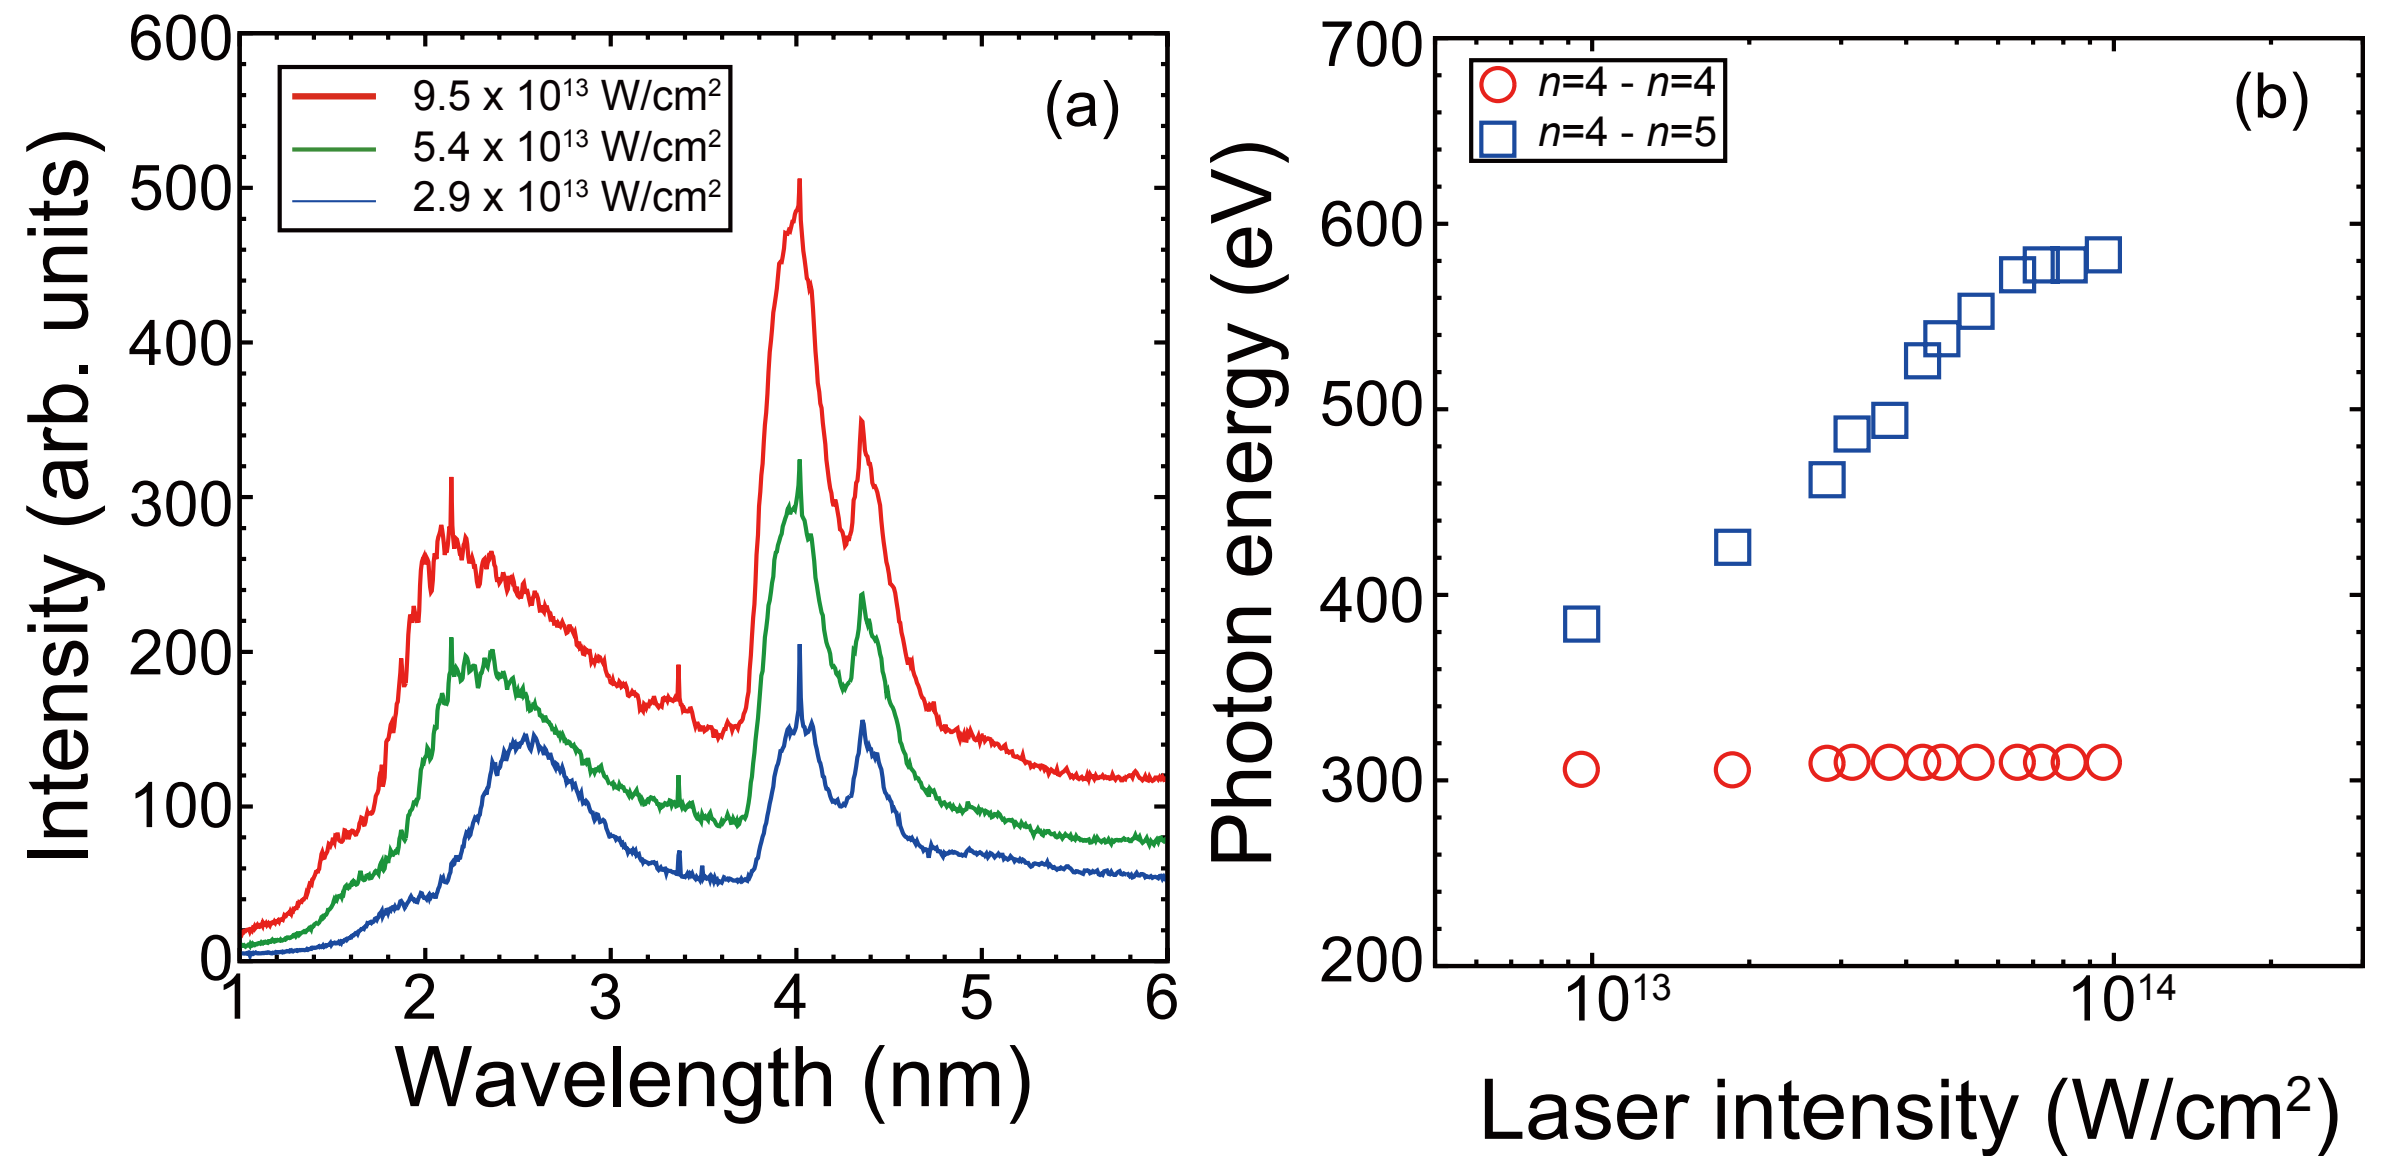 600
500
400
300
200
100
0
1 2 3 4 5 6
Intensity (arb. units)
Wavelength (nm)
9.5 x 10¹³ W/cm²
5.4 x 10¹³ W/cm²
2.9 x 10¹³ W/cm²
(a)
700
600
500
400
300
200
10¹³ 10¹⁴
Photon energy (eV)
Laser intensity (W/cm²)
n=4 - n=4
n=4 - n=5
(b)